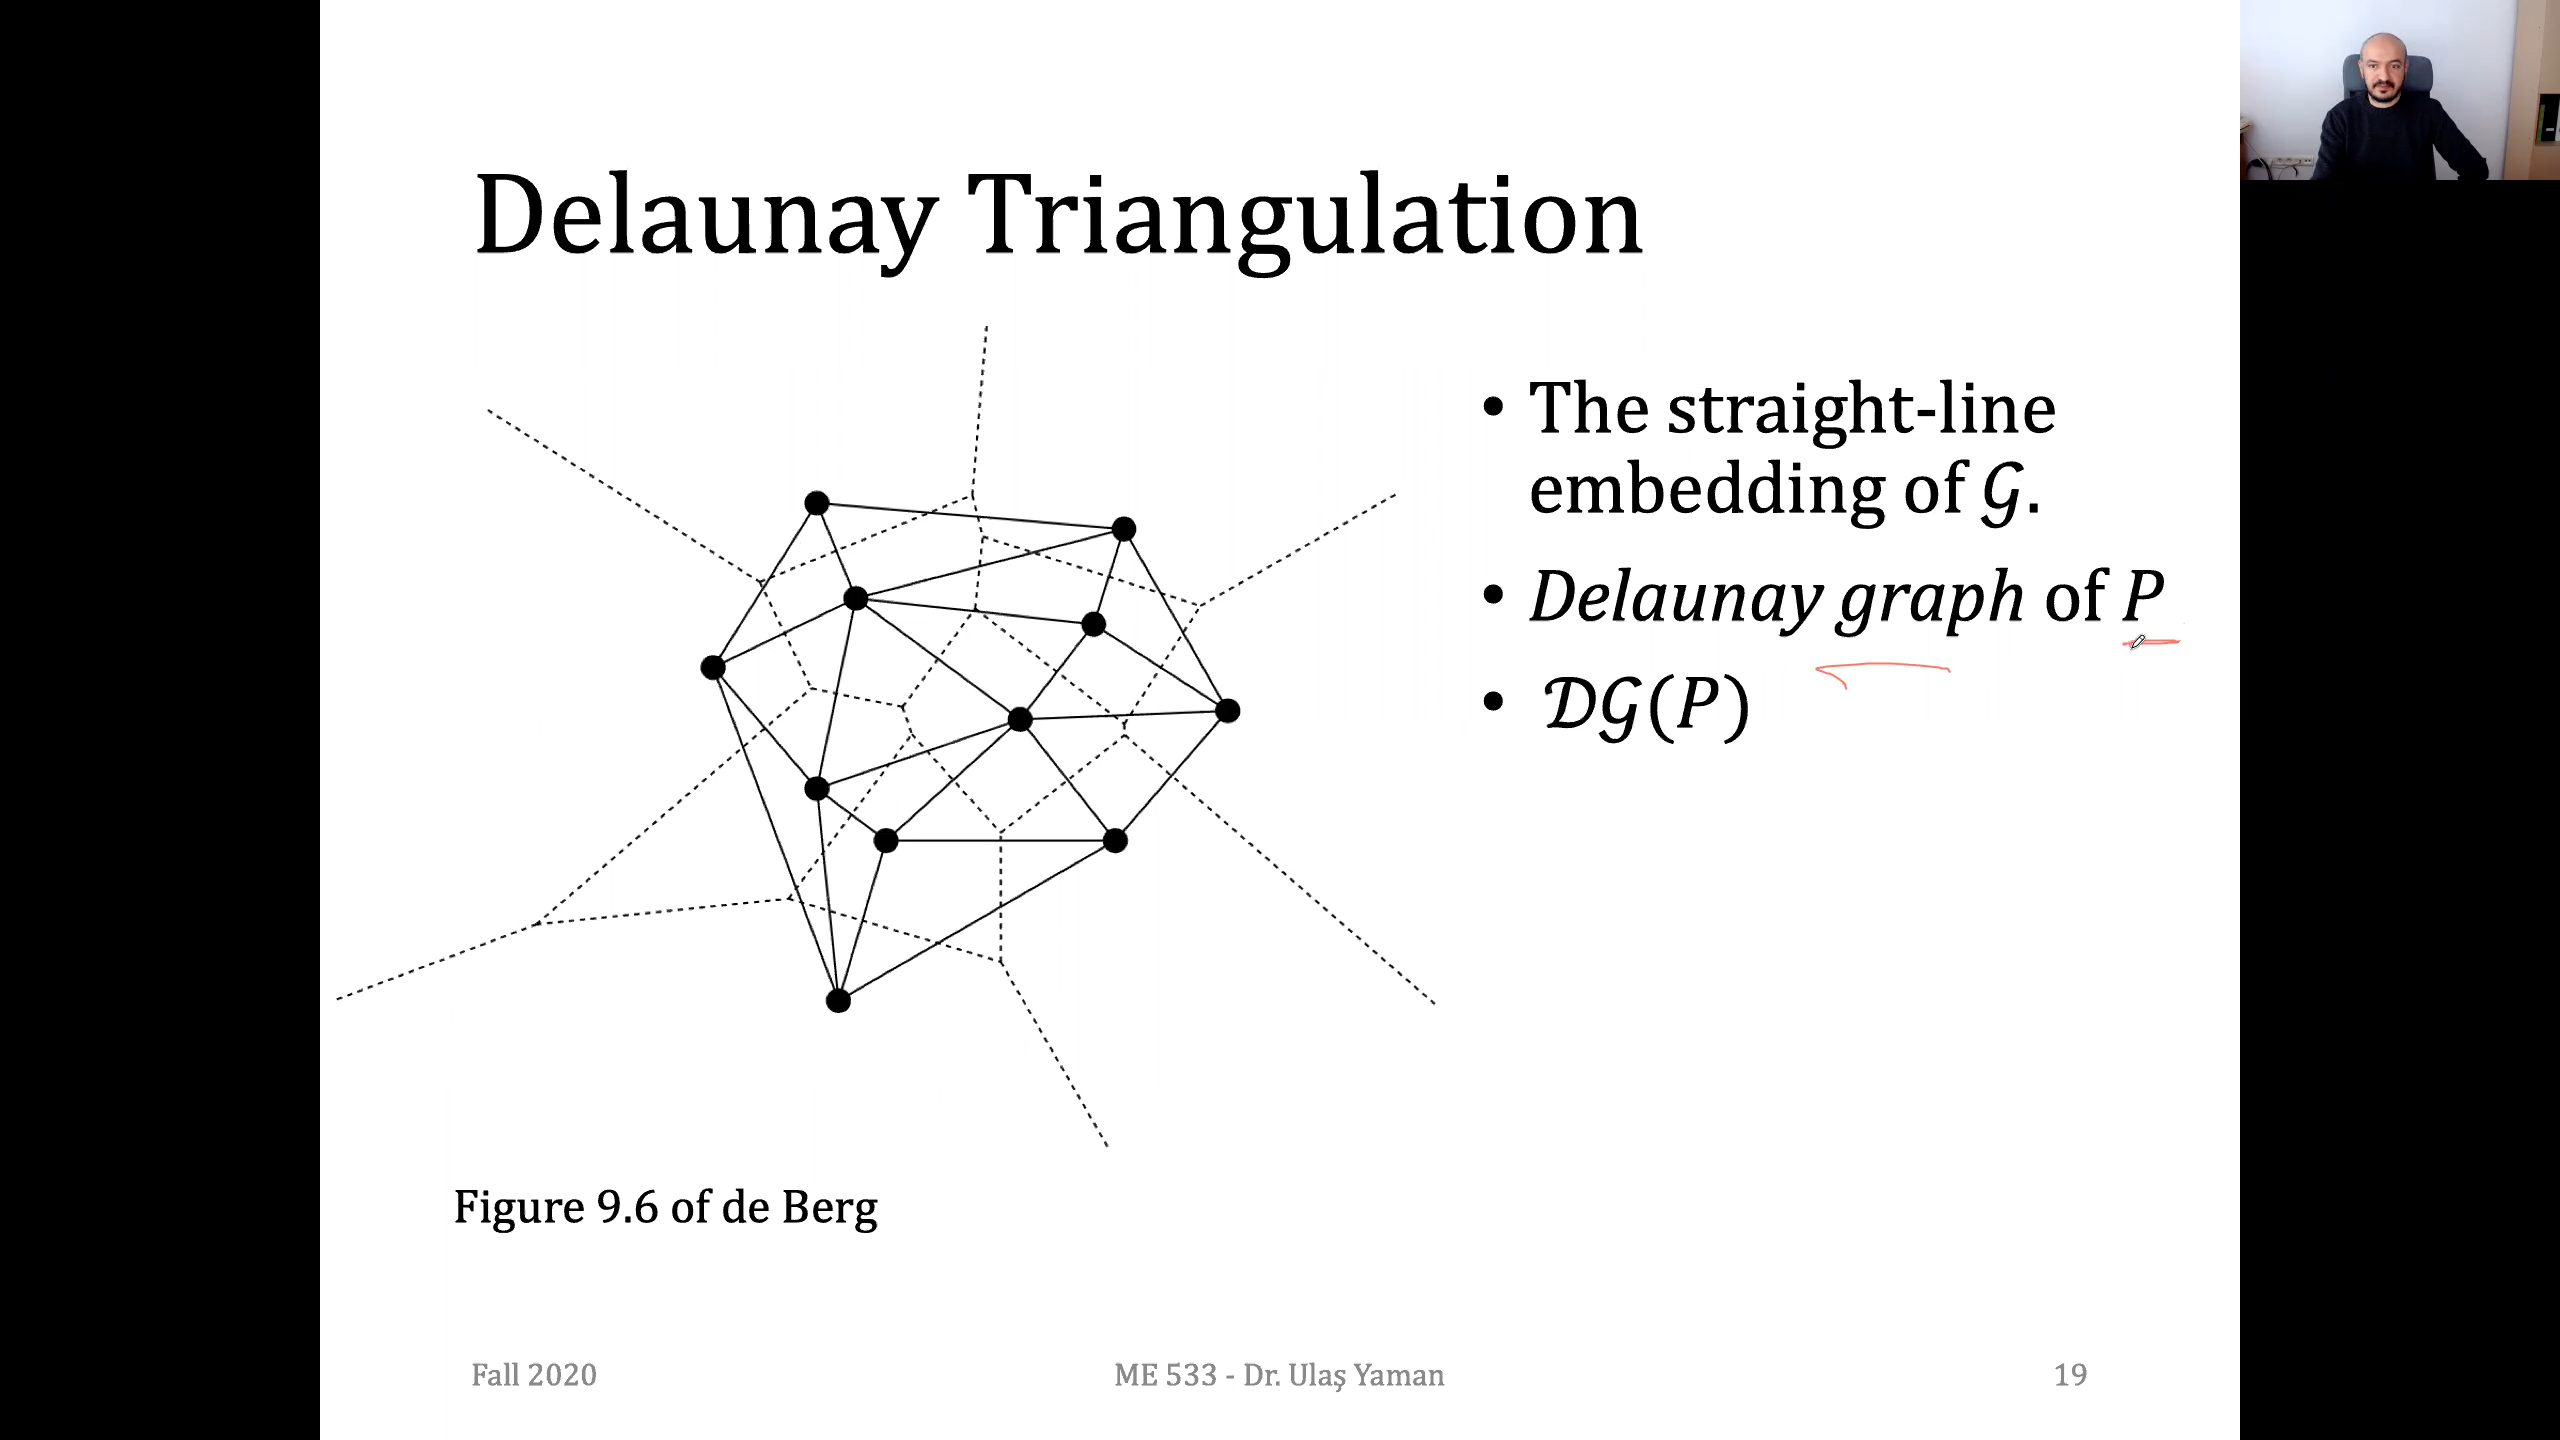 Delaunay Triangulation
• The straight-line
embedding of 𝒢.
• Delaunay graph of P
• 𝒟𝒢(P)
Figure 9.6 of de Berg
Fall 2020
ME 533 - Dr. Ulaş Yaman
19